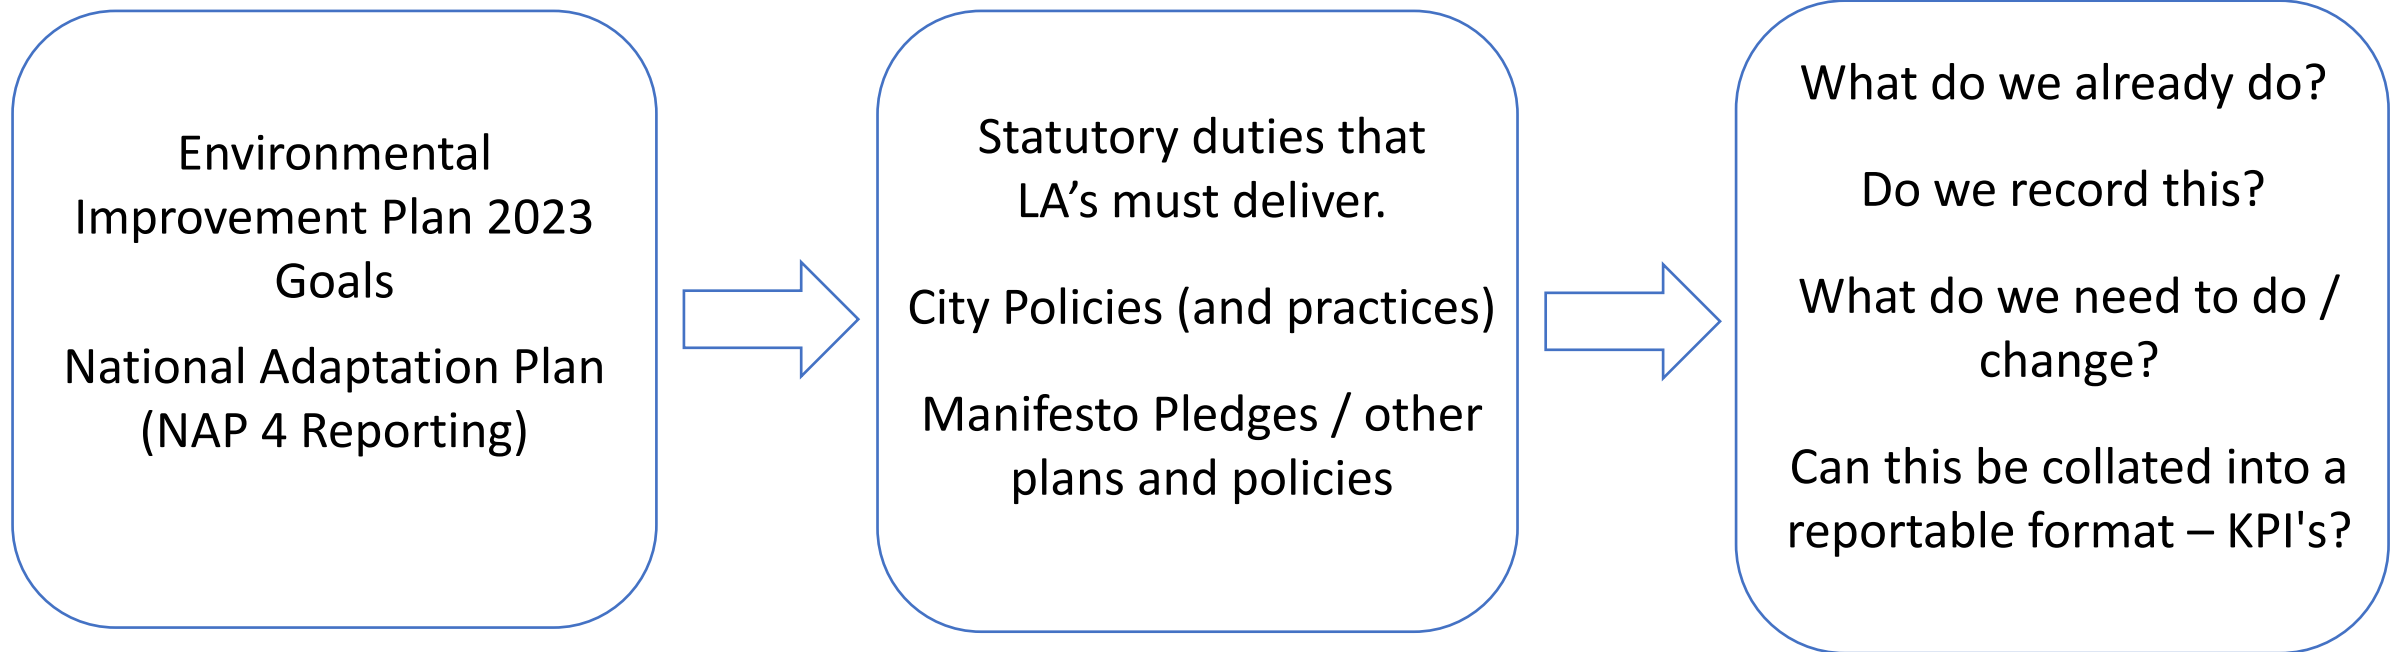 Environmental
Improvement Plan 2023
Goals
National Adaptation Plan
(NAP 4 Reporting)
Statutory duties that
LA’s must deliver.
City Policies (and practices)
Manifesto Pledges / other
plans and policies
What do we already do?
Do we record this?
What do we need to do /
change?
Can this be collated into a
reportable format – KPI's?